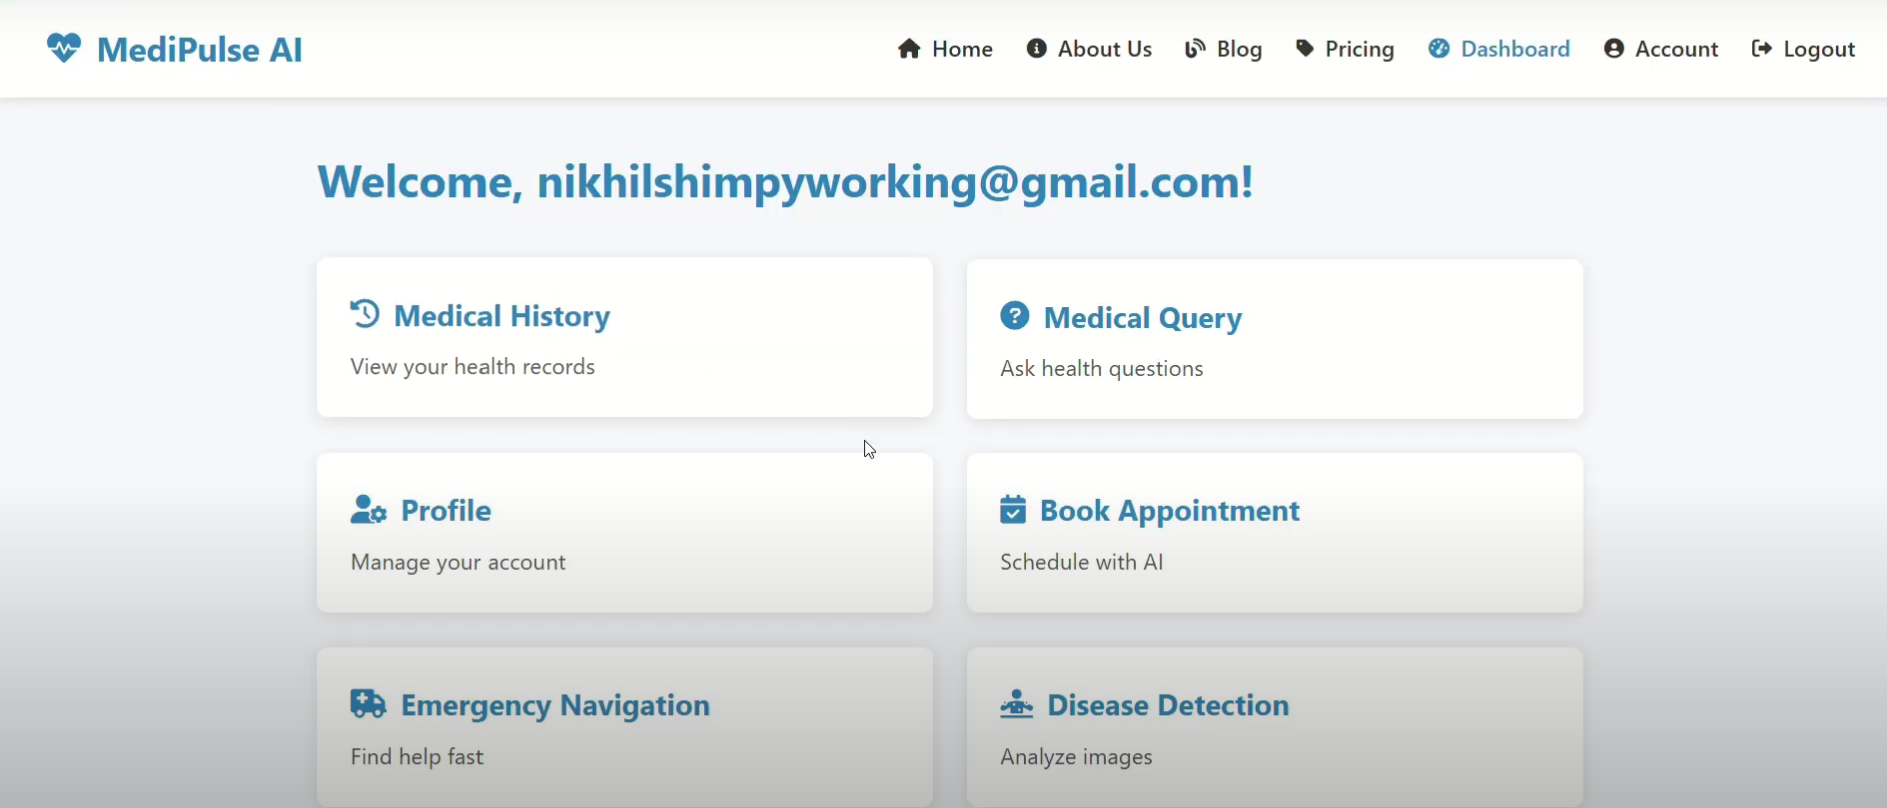 MediPulse AI
Home About Us Blog Pricing Dashboard Account Logout
Welcome, nikhilshimpyworking@gmail.com!
Medical History
View your health records
Medical Query
Ask health questions
Profile
Manage your account
Book Appointment
Schedule with AI
Emergency Navigation
Find help fast
Disease Detection
Analyze images